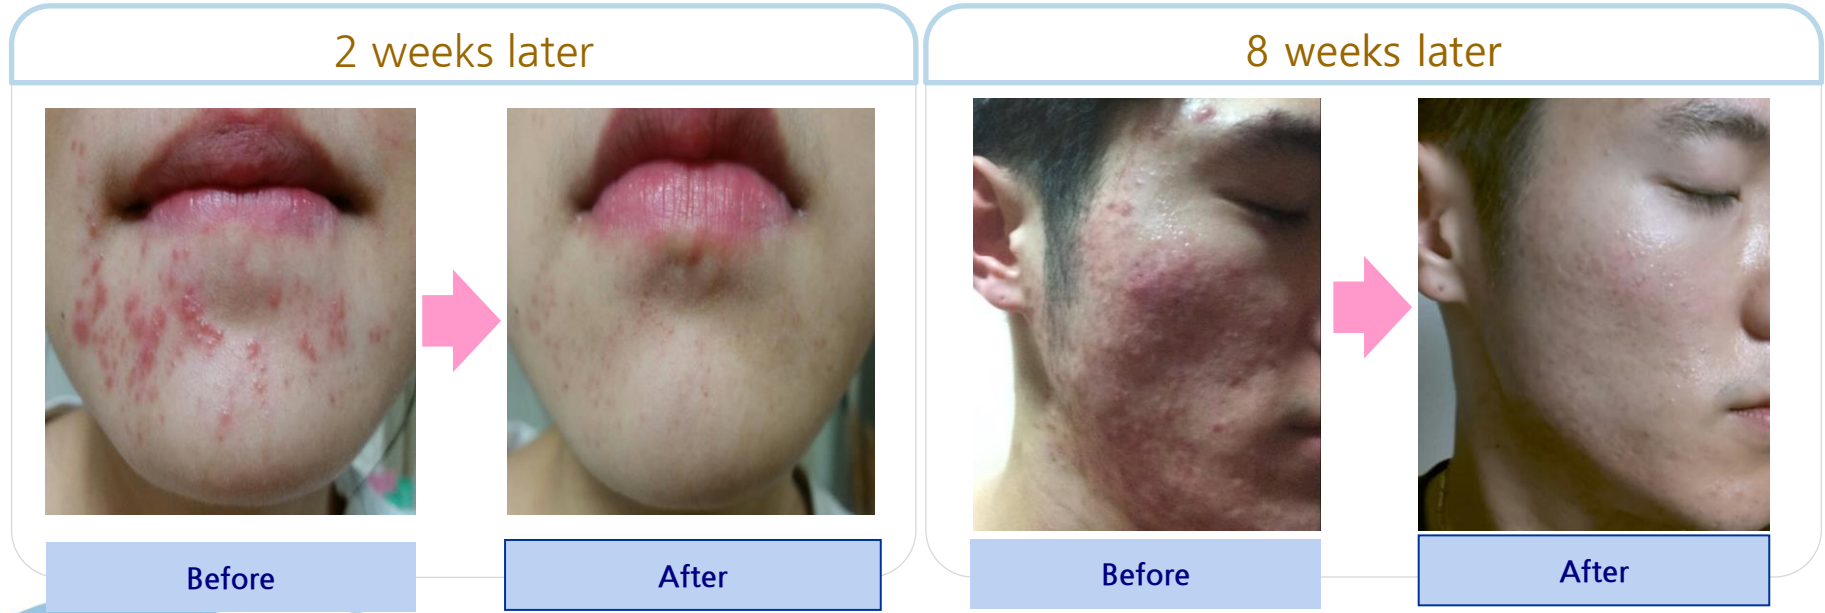 2 weeks later
8 weeks later
Before
After
Before
After